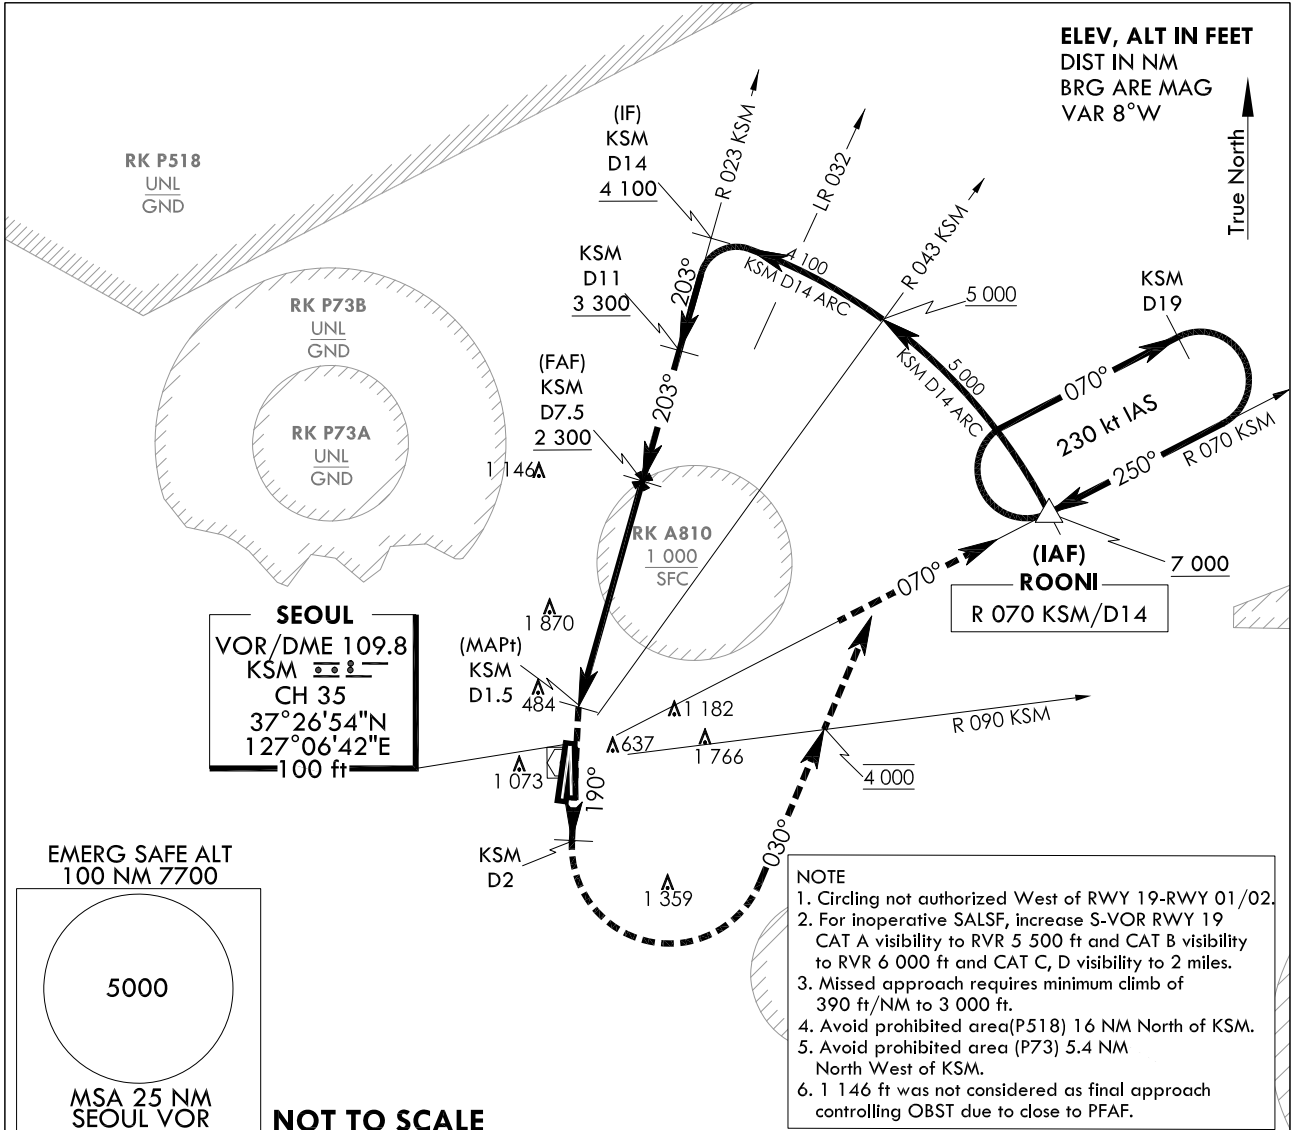 ELEV, ALT IN FEET
DIST IN NM
BRG ARE MAG
VAR 8°W
True North
RK P518
UNL
GND
RK P73B
UNL
GND
RK P73A
UNL
GND
(IF)
KSM
D14
4 100
R 023 KSM
LR 032
R 043 KSM
KSM
D11
3 300
203°
4 100
KSM D14 ARC
5 000
KSM
D19
(FAF)
KSM
D7.5
2 300
203°
5 000
KSM D14 ARC
070°
230 kt IAS
250°
R 070 KSM
1 146
RK A810
1 000
SFC
070°
(IAF)
ROONI
R 070 KSM/D14
7 000
SEOUL
VOR/DME 109.8
KSM
CH 35
37°26'54"N
127°06'42"E
100 ft
1 870
(MAPt)
KSM
D1.5
484
1 182
637
1 766
R 090 KSM
1 073
190°
4 000
KSM
D2
030°
1 359
EMERG SAFE ALT
100 NM 7700
5000
MSA 25 NM
SEOUL VOR
NOT TO SCALE
NOTE
1. Circling not authorized West of RWY 19-RWY 01/02.
2. For inoperative SALSF, increase S-VOR RWY 19
CAT A visibility to RVR 5 500 ft and CAT B visibility
to RVR 6 000 ft and CAT C, D visibility to 2 miles.
3. Missed approach requires minimum climb of
390 ft/NM to 3 000 ft.
4. Avoid prohibited area(P518) 16 NM North of KSM.
5. Avoid prohibited area (P73) 5.4 NM
North West of KSM.
6. 1 146 ft was not considered as final approach
controlling OBST due to close to PFAF.